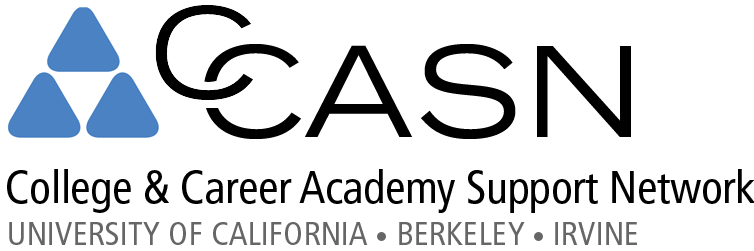 CCASN
College & Career Academy Support Network
UNIVERSITY OF CALIFORNIA • BERKELEY • IRVINE